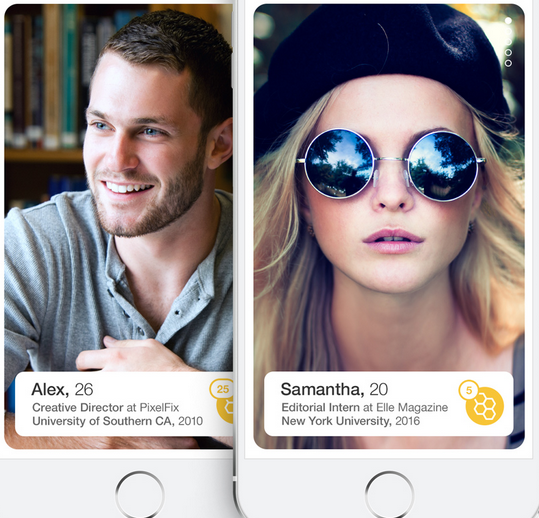 Alex, 26
Creative Director at PixelFix
University of Southern CA, 2010
25
Samantha, 20
Editorial Intern at Elle Magazine
New York University, 2016
5